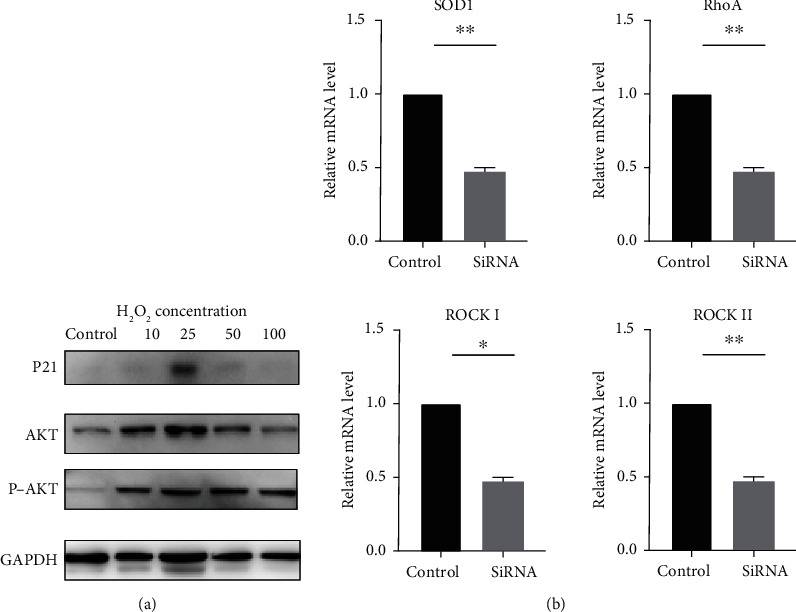 SOD1
**
Relative mRNA level
1.5
1.0
0.5
0.0
Control SiRNA
RhoA
**
Relative mRNA level
1.5
1.0
0.5
0.0
Control SiRNA
H₂O₂ concentration
Control 10 25 50 100
P21
AKT
P–AKT
GAPDH
(a)
ROCK I
*
Relative mRNA level
1.5
1.0
0.5
0.0
Control SiRNA
ROCK II
**
Relative mRNA level
1.5
1.0
0.5
0.0
Control SiRNA
(b)